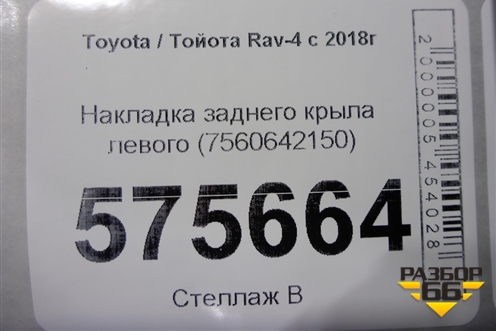 Toyota / Тойота Rav-4 с 2018г
Накладка заднего крыла
левого (7560642150)
575664
Стеллаж В
2000005454028
РАЗБОР
66